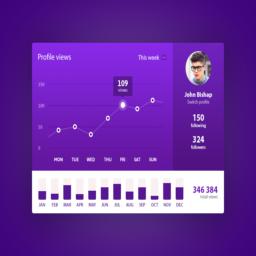 Profile views
This week
109
views
150
100
50
0
MON TUE WED THU FRI SAT SUN
John Bishap
Switch profile
150
following
324
followers
JAN FEB MAR APR MAY JUN JUL AUG SEP OCT NOV DEC
346 384
total views